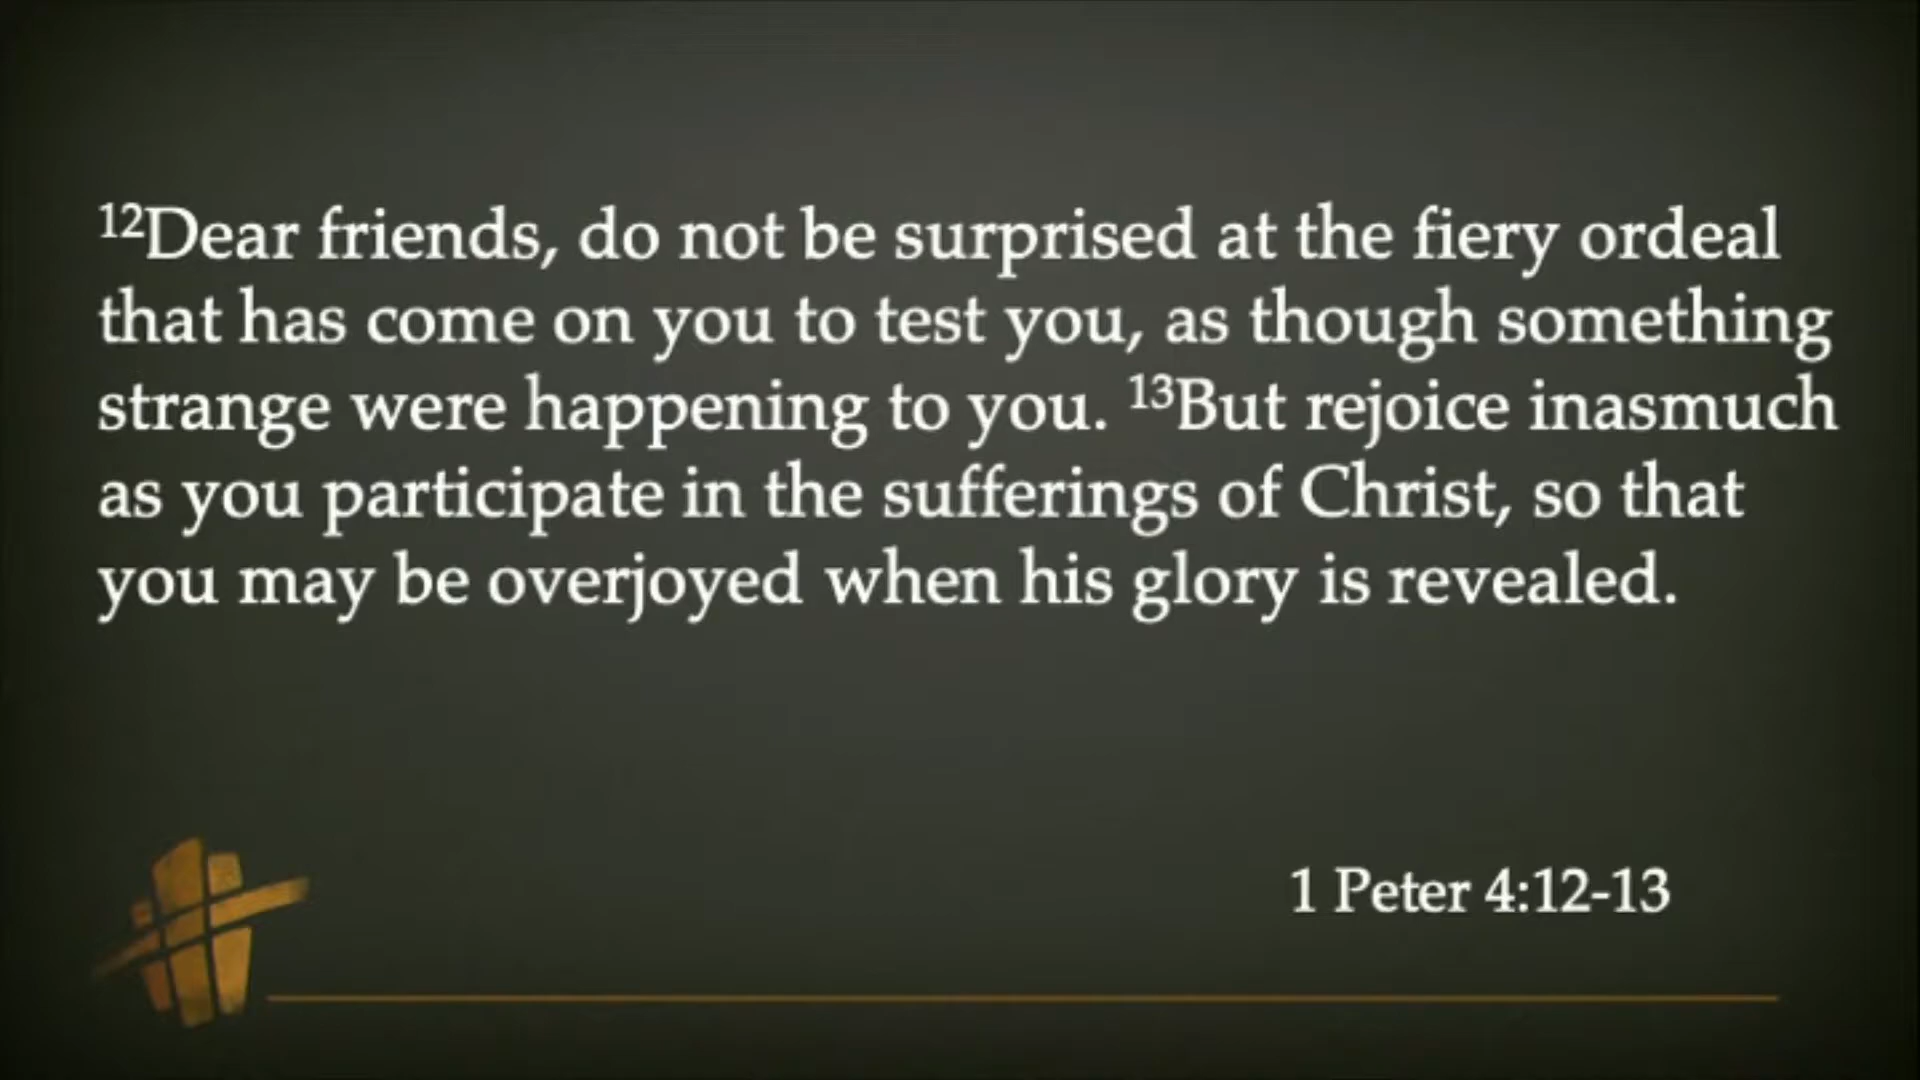 ¹²Dear friends, do not be surprised at the fiery ordeal
that has come on you to test you, as though something
strange were happening to you. ¹³But rejoice inasmuch
as you participate in the sufferings of Christ, so that
you may be overjoyed when his glory is revealed.
1 Peter 4:12-13